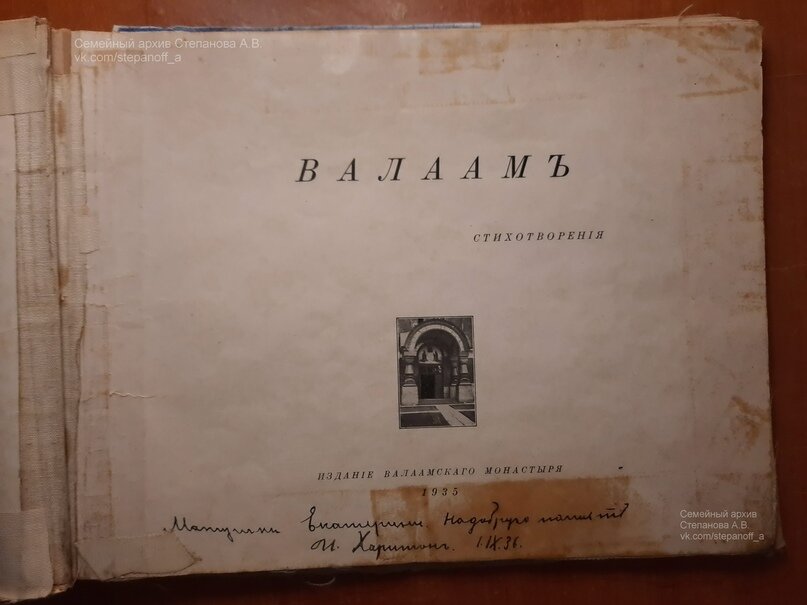 Семейный архив Степанова А.В.
vk.com/stepanoff_a
ВАЛААМЪ
СТИХОТВОРЕНІЯ
ИЗДАНІЕ ВАЛААМСКАГО МОНАСТЫРЯ
1935
Матушки Екатерины. На добрую память
И. Харитонъ. 1.IX.36.
Семейный архив
Степанова А.В.
vk.com/stepanoff_a